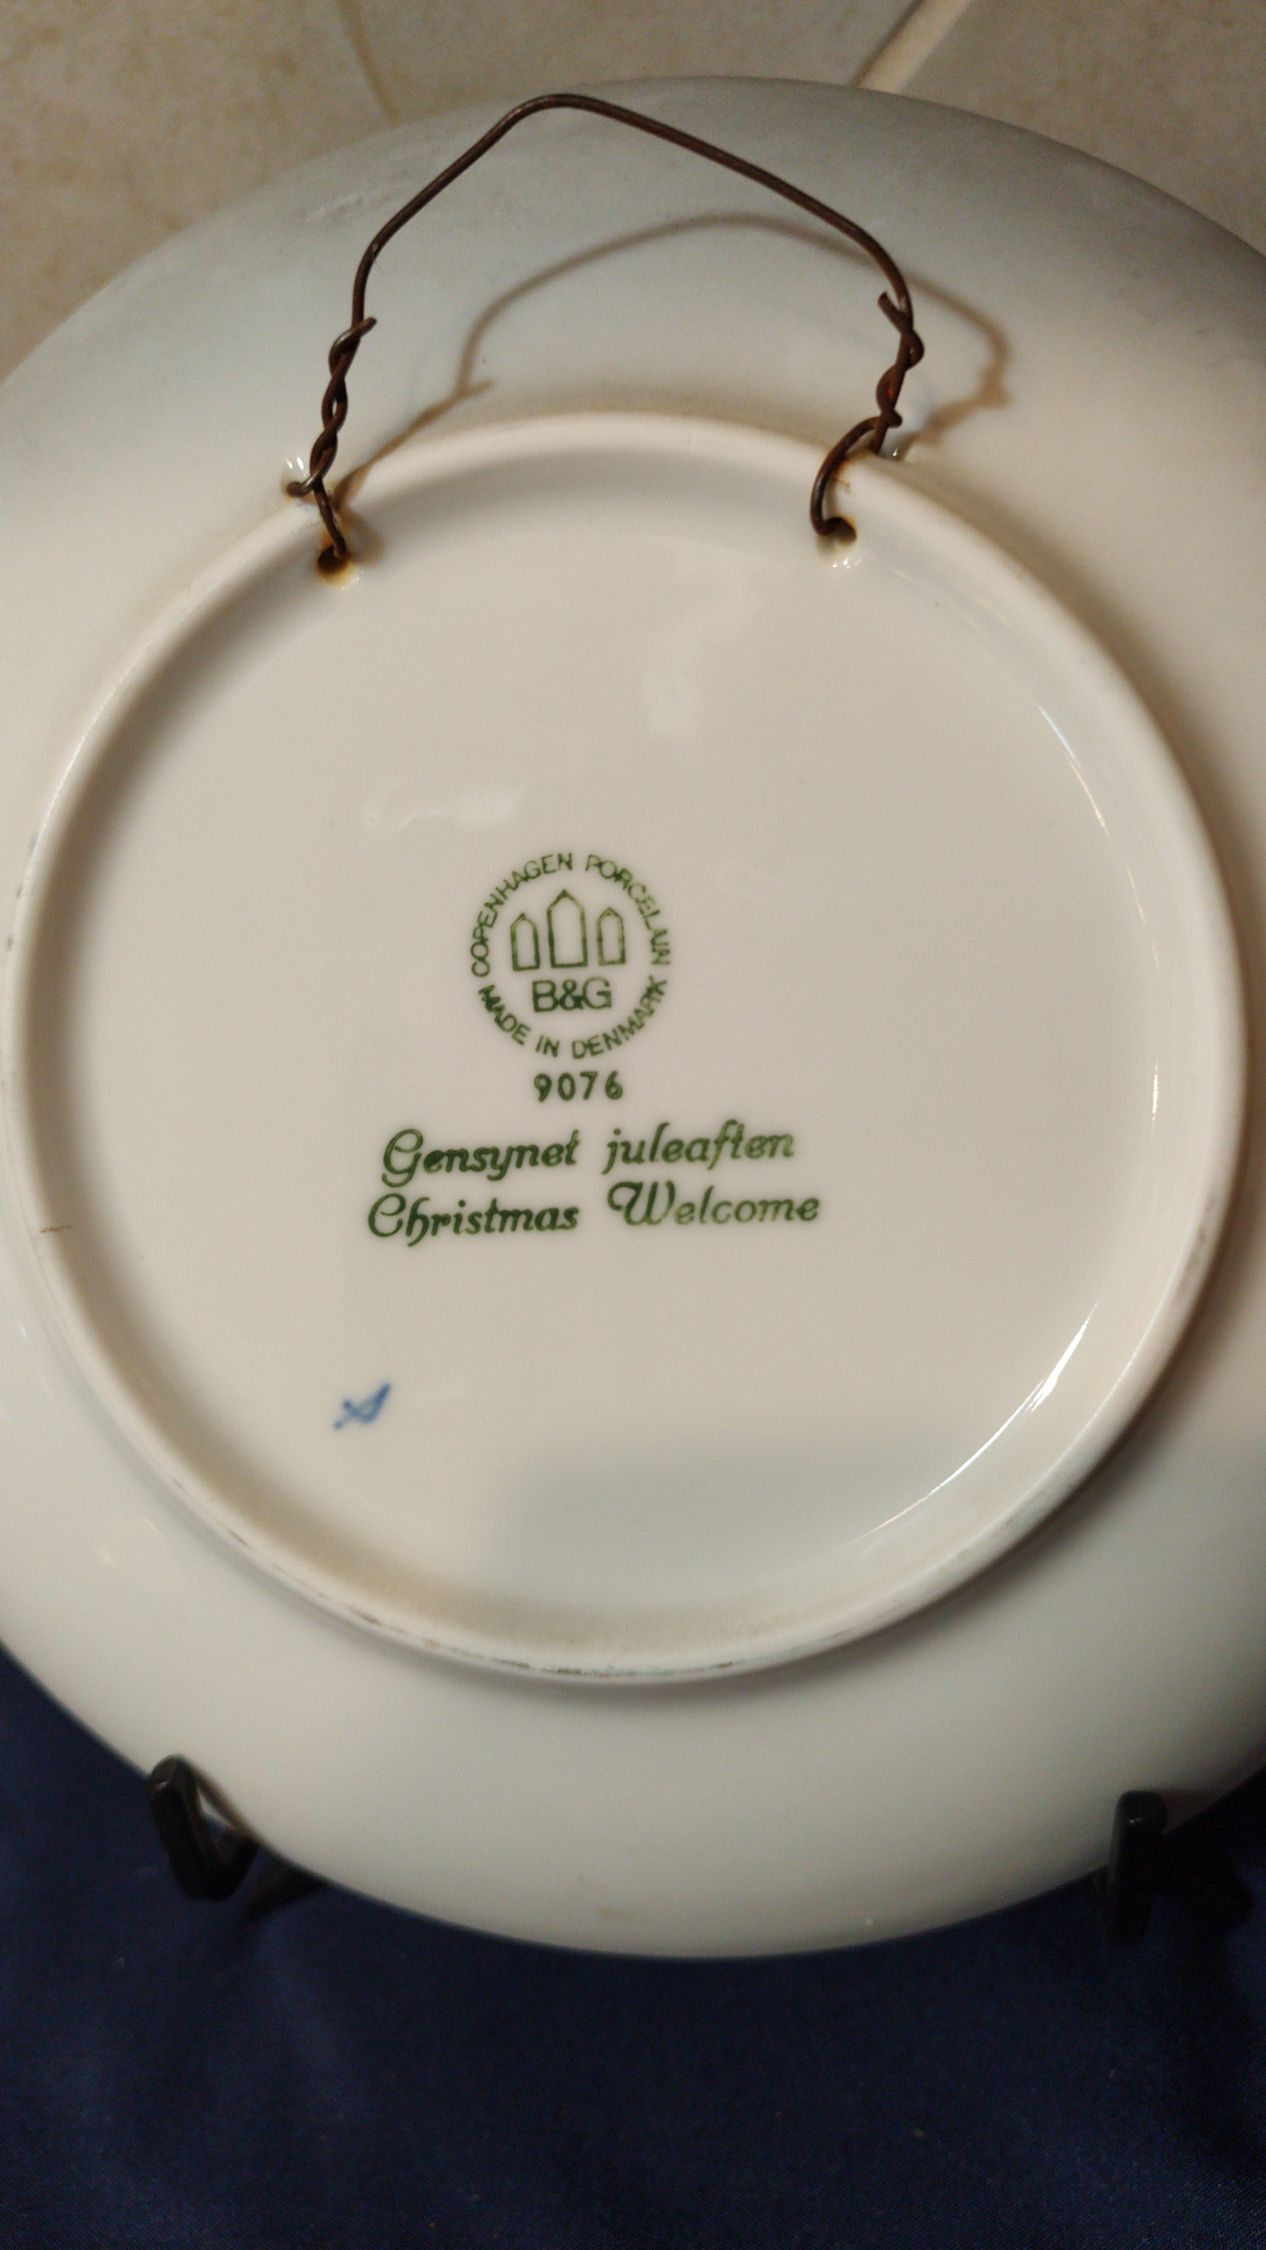 COPENHAGEN PORCELAIN
B&G
MADE IN DENMARK
9076
Gensynet juleaften
Christmas Welcome